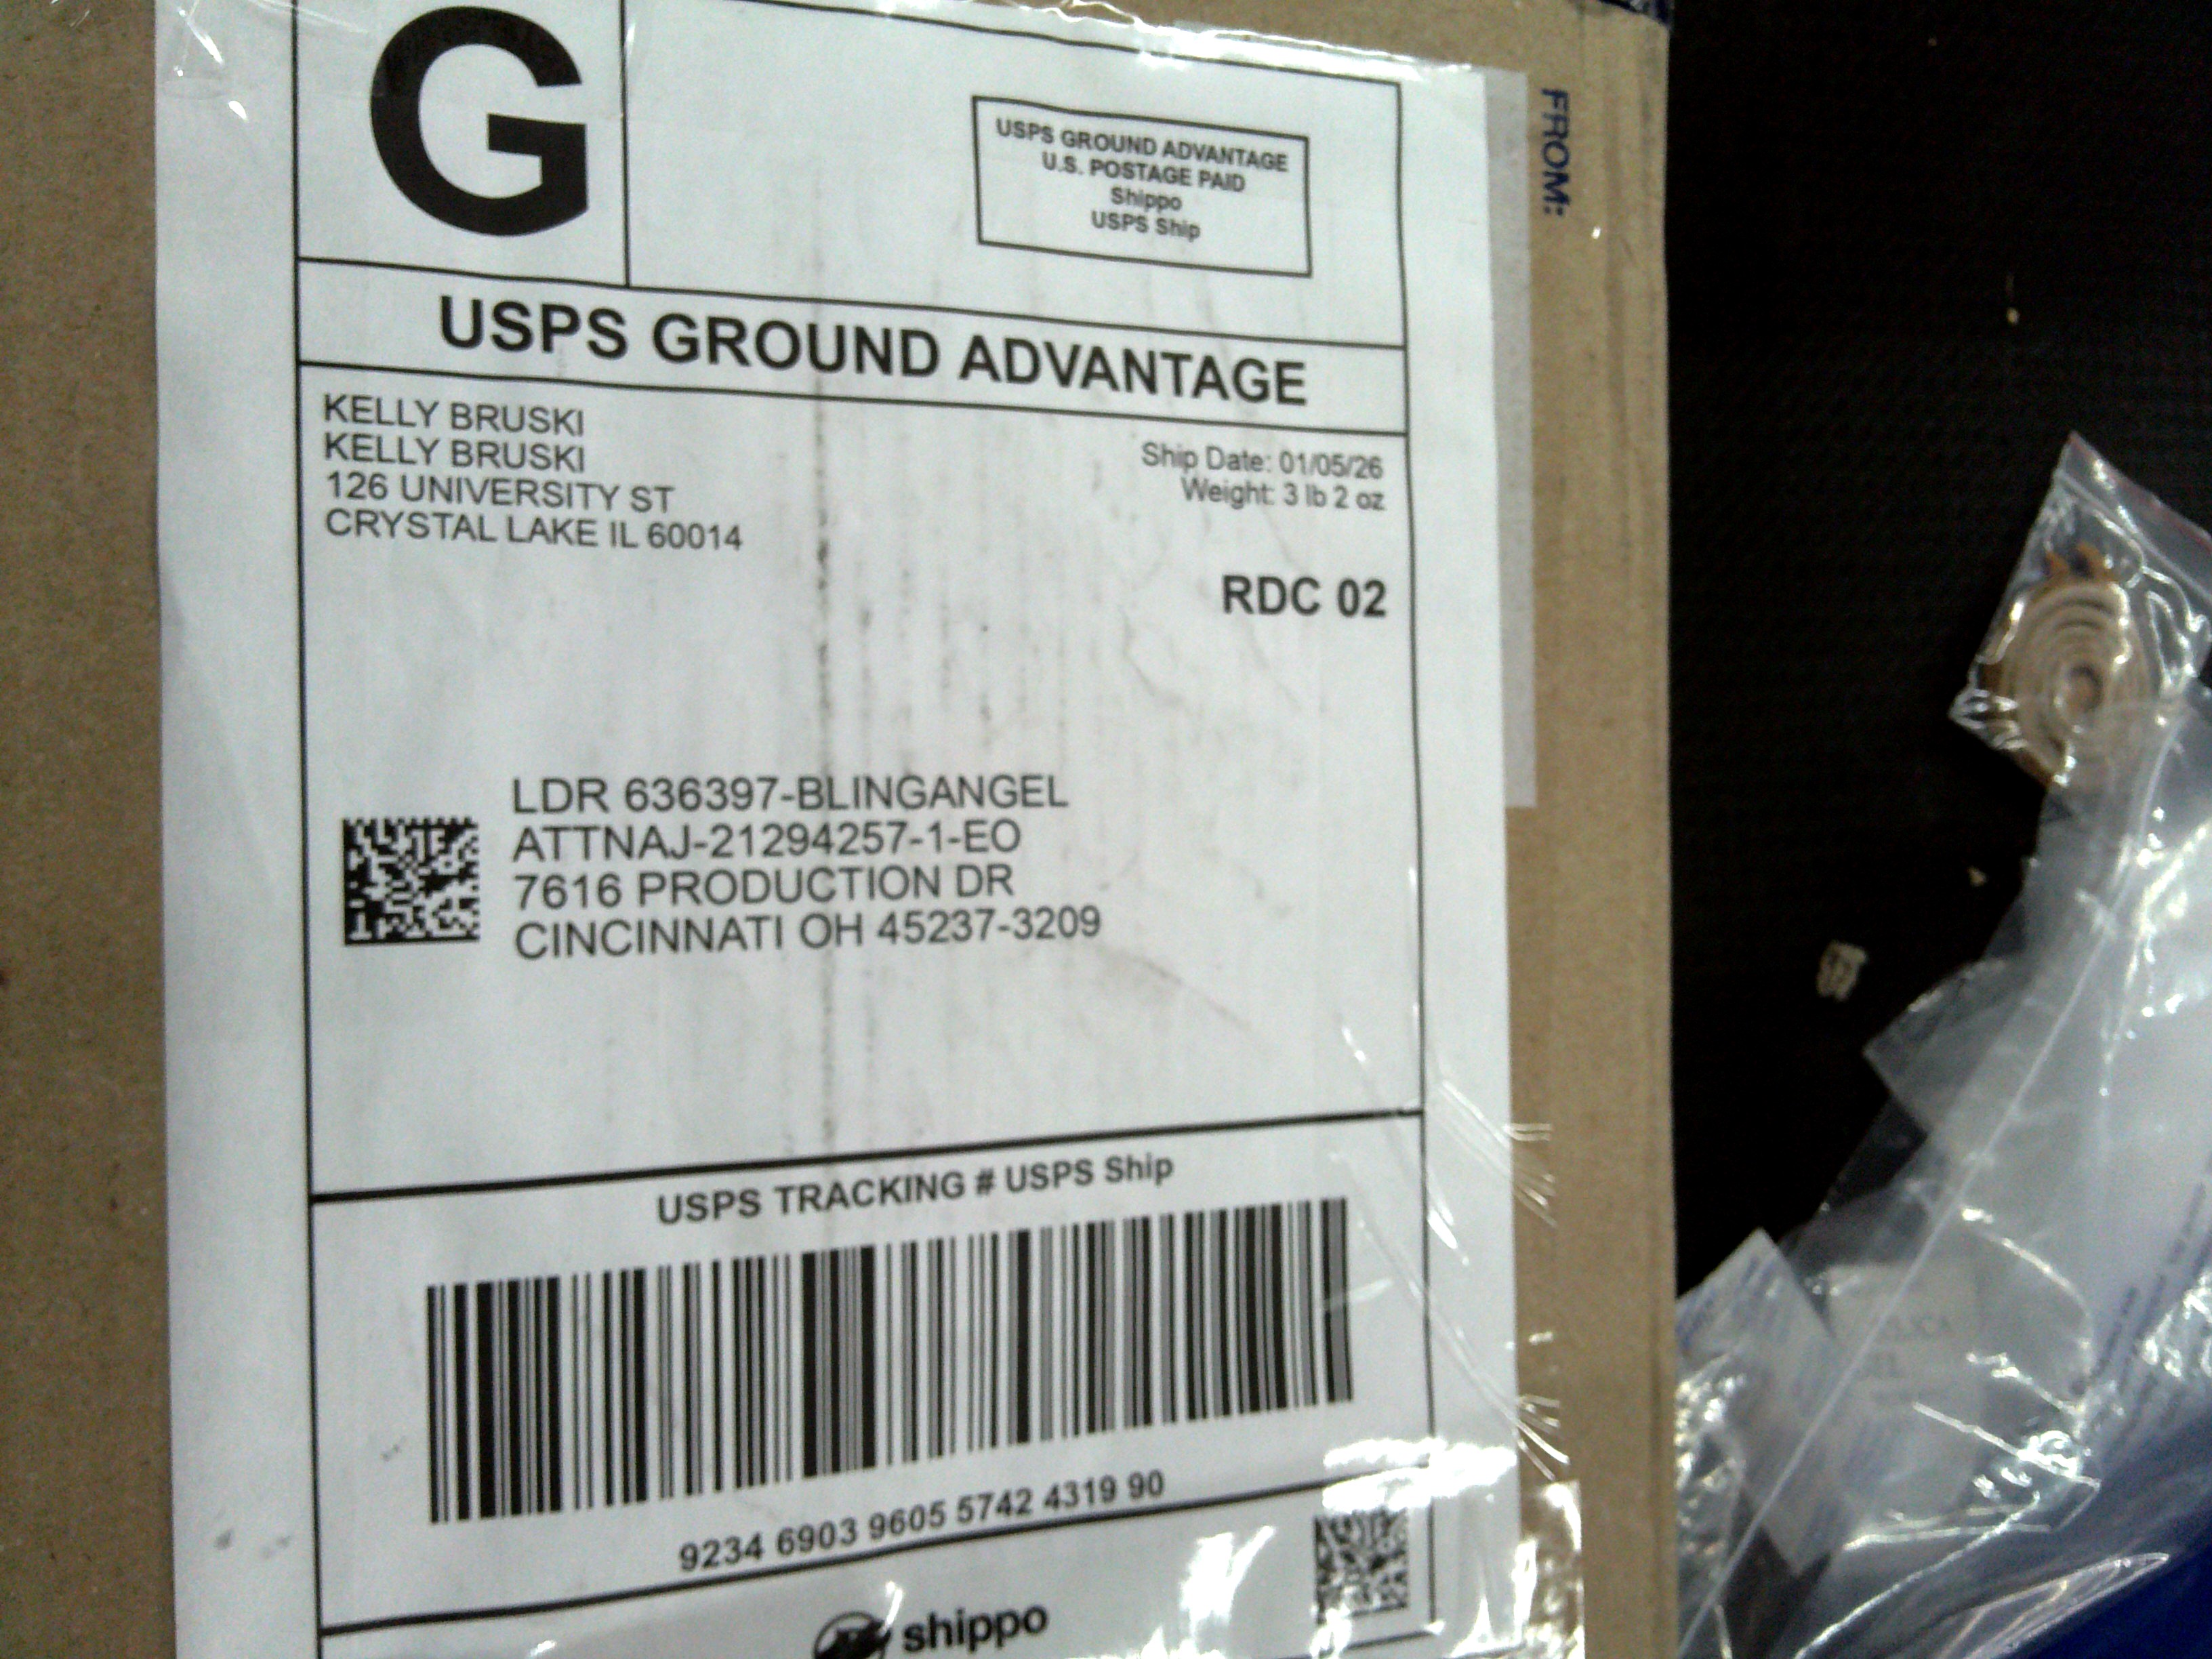 G
USPS GROUND ADVANTAGE
U.S. POSTAGE PAID
Shippo
USPS Ship
FROM:
USPS GROUND ADVANTAGE
KELLY BRUSKI
KELLY BRUSKI
126 UNIVERSITY ST
CRYSTAL LAKE IL 60014
Ship Date: 01/05/26
Weight: 3 lb 2 oz
RDC 02
LDR 636397-BLINGANGEL
ATTNAJ-21294257-1-EO
7616 PRODUCTION DR
CINCINNATI OH 45237-3209
USPS TRACKING # USPS Ship
9234 6903 9605 5742 4319 90
shippo